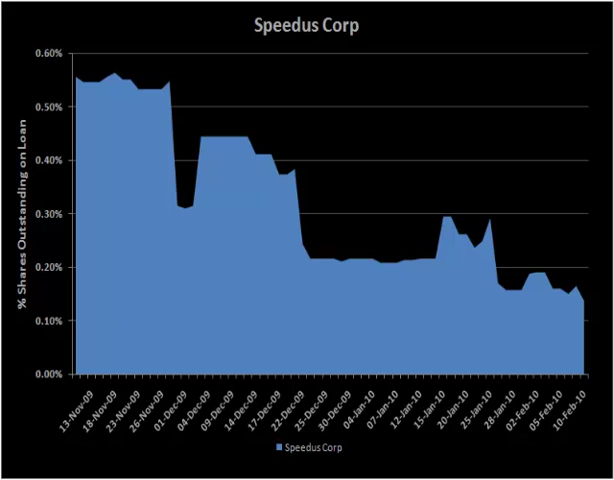 Speedus Corp
0.60%
0.50%
0.40%
0.30%
0.20%
0.10%
0.00%
% Shares Outstanding on Loan
13-Nov-09
18-Nov-09
23-Nov-09
26-Nov-09
01-Dec-09
04-Dec-09
09-Dec-09
14-Dec-09
17-Dec-09
22-Dec-09
25-Dec-09
30-Dec-09
04-Jan-10
07-Jan-10
12-Jan-10
15-Jan-10
20-Jan-10
25-Jan-10
28-Jan-10
02-Feb-10
05-Feb-10
10-Feb-10
Speedus Corp